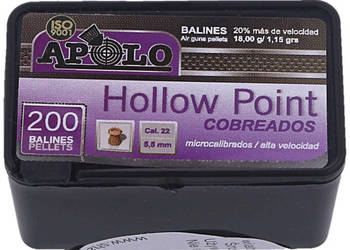 ISO
9001
APOLO
BALINES 20% más de velocidad
Air guns pellets 18,00 g/ 1,15 grs
200
BALINES
PELLETS
Hollow Point
COBREADOS
Cal. 22
5,5 mm
microcalibrados / alta velocidad